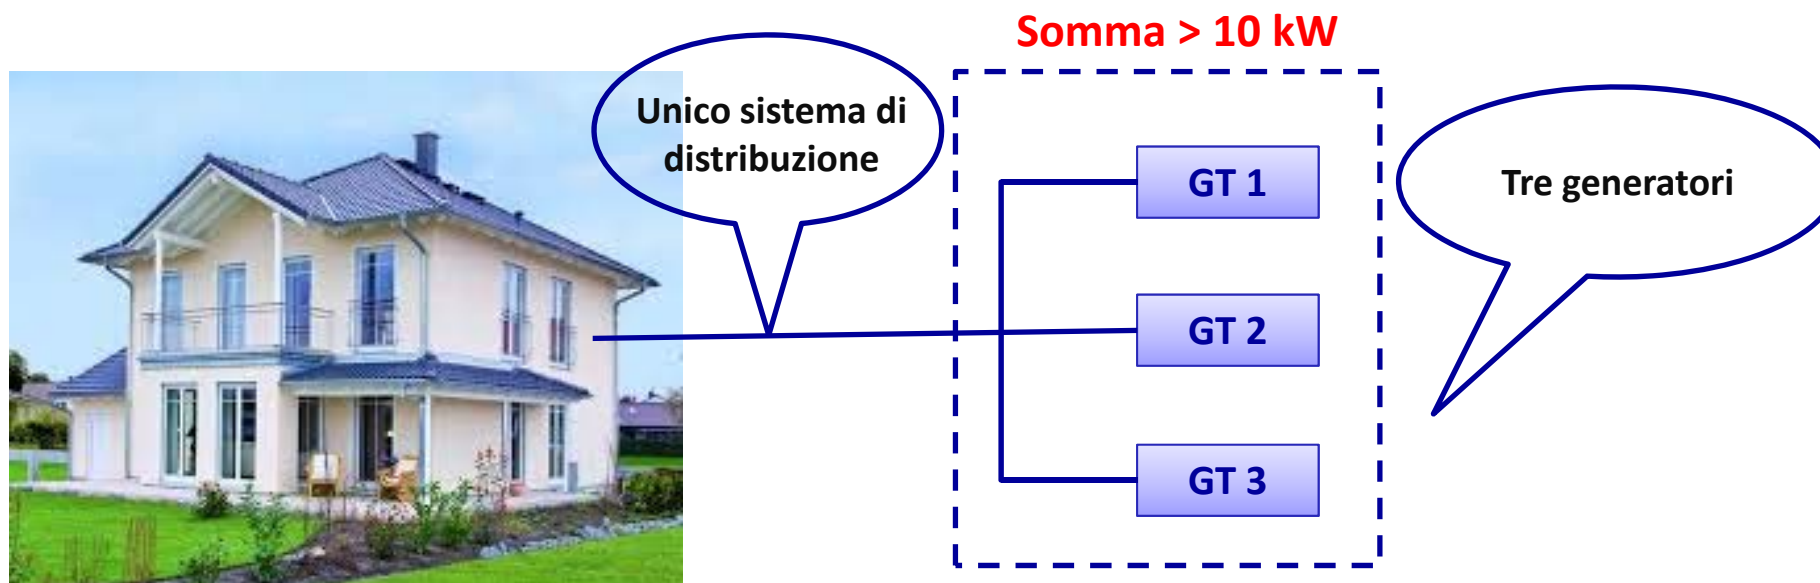 Somma > 10 kW
Unico sistema di
distribuzione
GT 1
Tre generatori
GT 2
GT 3